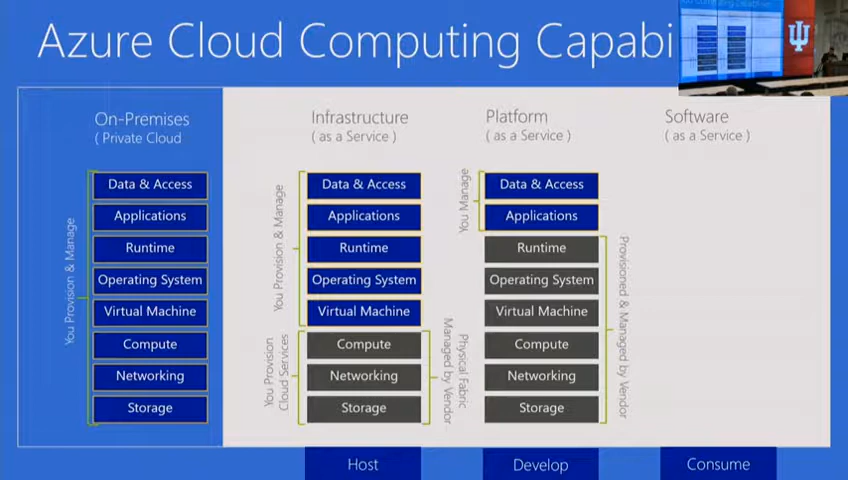 Azure Cloud Computing Capabi
On-Premises
( Private Cloud
You Provision & Manage
Data & Access
Applications
Runtime
Operating System
Virtual Machine
Compute
Networking
Storage
Infrastructure
( as a Service )
You Provision & Manage
You Provision
Cloud Services
Data & Access
Applications
Runtime
Operating System
Virtual Machine
Compute
Networking
Storage
Physical Fabric
Managed by Vendor
Platform
( as a Service )
You Manage
Data & Access
Applications
Runtime
Operating System
Virtual Machine
Compute
Networking
Storage
Provisioned & Managed by Vendor
Software
( as a Service )
Host
Develop
Consume